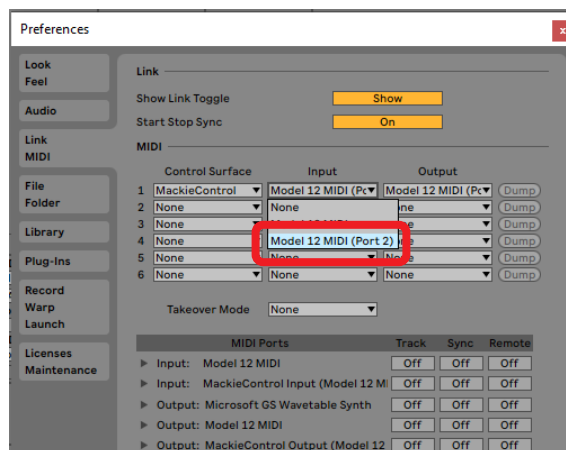 Preferences
x
Look
Feel
Audio
Link
MIDI
File
Folder
Library
Plug-Ins
Record
Warp
Launch
Licenses
Maintenance
Link
Show Link Toggle Show
Start Stop Sync On
MIDI
Control Surface Input Output
1 MackieControl Model 12 MIDI (Pc Model 12 MIDI (Pc Dump
2 None None Dump
3 None Dump
4 None Model 12 MIDI (Port 2) Dump
5 None None None Dump
6 None None None Dump
Takeover Mode None
MIDI Ports Track Sync Remote
Input: Model 12 MIDI Off Off Off
Input: MackieControl Input (Model 12 MI Off Off Off
Output: Microsoft GS Wavetable Synth Off Off Off
Output: Model 12 MIDI Off Off Off
Output: MackieControl Output (Model 12 Off Off Off